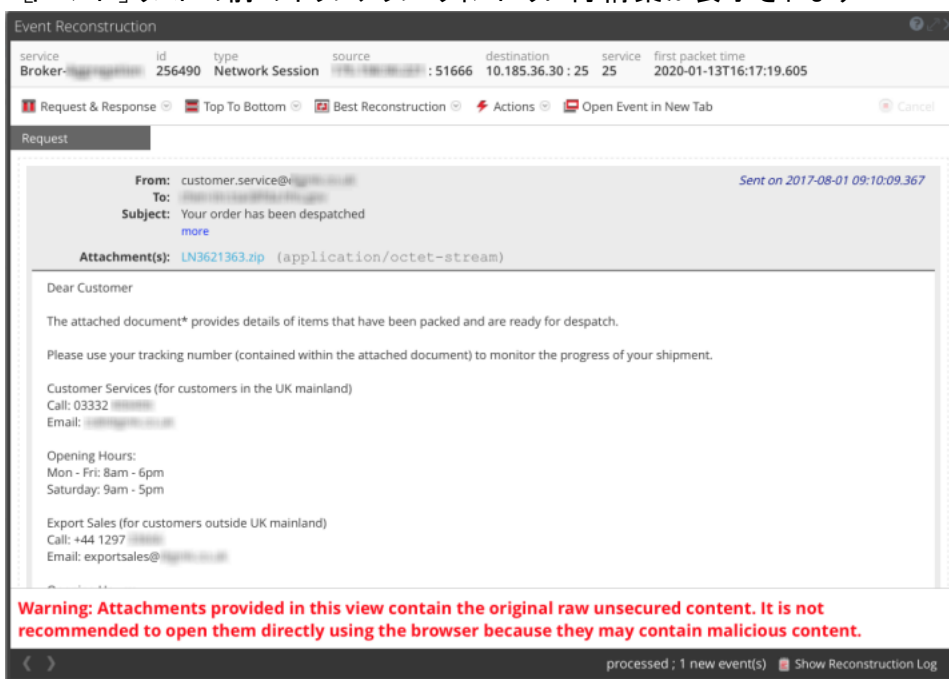 Event Reconstruction
service id type source destination service first packet time
Broker- 256490 Network Session : 51666 10.185.36.30 : 25 25 2020-01-13T16:17:19.605
Request & Response Top To Bottom Best Reconstruction Actions Open Event in New Tab Cancel
Request
From: customer.service@ Sent on 2017-08-01 09:10:09.367
To:
Subject: Your order has been despatched
more
Attachment(s): LN3621363.zip (application/octet-stream)
Dear Customer
The attached document* provides details of items that have been packed and are ready for despatch.
Please use your tracking number (contained within the attached document) to monitor the progress of your shipment.
Customer Services (for customers in the UK mainland)
Call: 03332
Email:
Opening Hours:
Mon - Fri: 8am - 6pm
Saturday: 9am - 5pm
Export Sales (for customers outside UK mainland)
Call: +44 1297
Email: exportsales@
Warning: Attachments provided in this view contain the original raw unsecured content. It is not
recommended to open them directly using the browser because they may contain malicious content.
processed ; 1 new event(s) Show Reconstruction Log